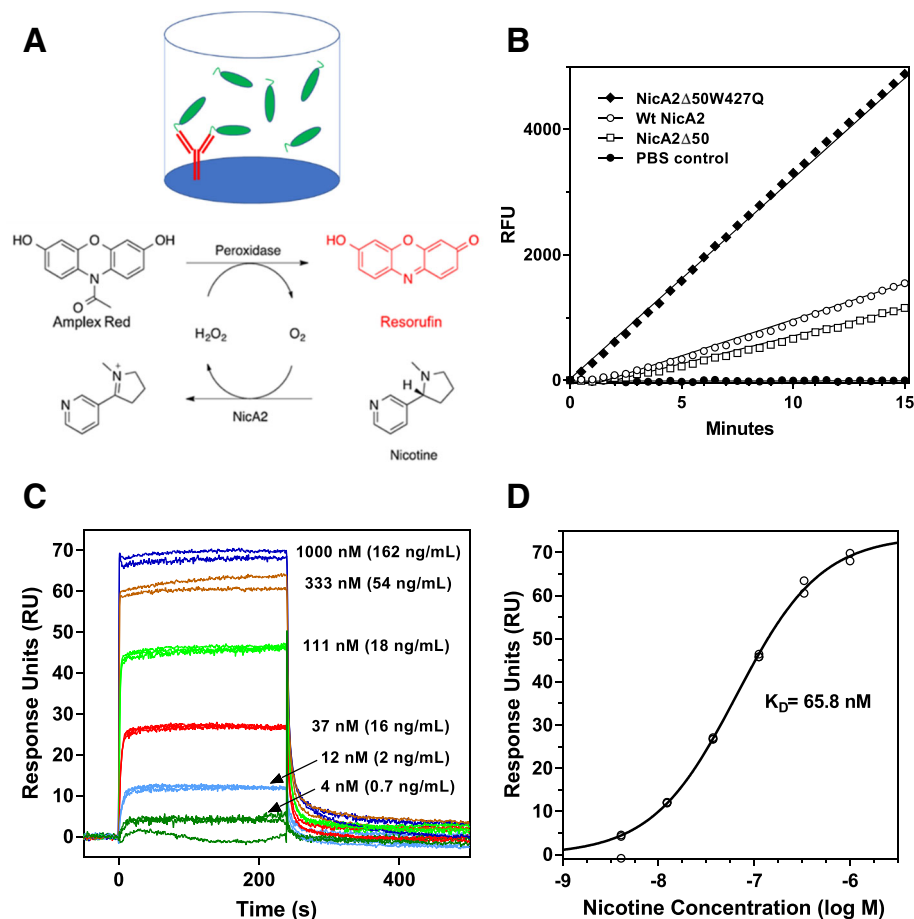 A
HO
O
OH
N
O
Amplex Red
Peroxidase
H2O2
O2
HO
O
O
N
Resorufin
N
+
N
NicA2
H
N
N
Nicotine
B
NicA2Δ50W427Q
Wt NicA2
NicA2Δ50
PBS control
4000
2000
0
RFU
0
5
10
15
Minutes
C
70
60
50
40
30
20
10
0
Response Units (RU)
1000 nM (162 ng/mL)
333 nM (54 ng/mL)
111 nM (18 ng/mL)
37 nM (16 ng/mL)
12 nM (2 ng/mL)
4 nM (0.7 ng/mL)
0
200
400
Time (s)
D
70
60
50
40
30
20
10
0
Response Units (RU)
KD= 65.8 nM
-9
-8
-7
-6
Nicotine Concentration (log M)